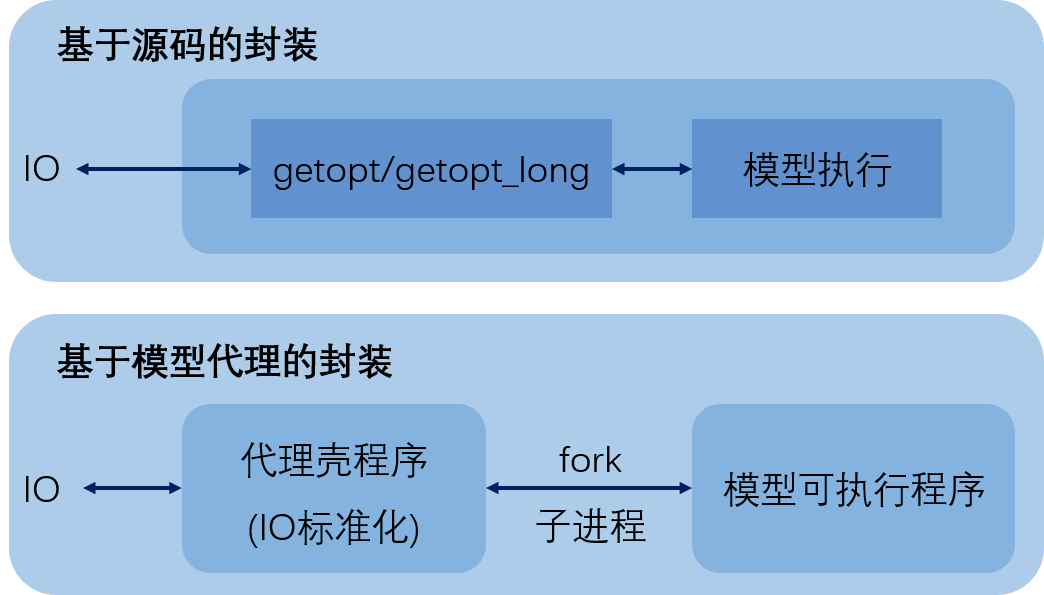 基于源码的封装
IO
getopt/getopt_long
模型执行
基于模型代理的封装
IO
代理壳程序
(IO标准化)
fork
子进程
模型可执行程序